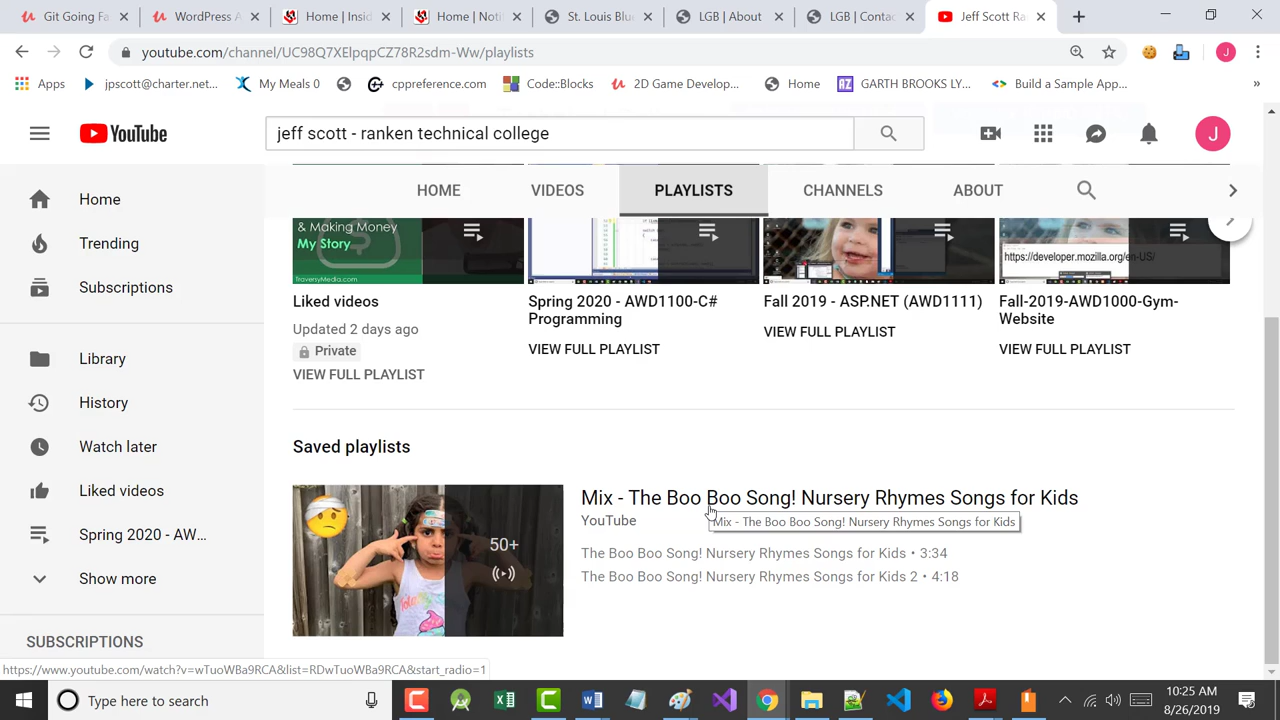 Git Going Fa
WordPress A
Home | Insid
Home | Noti
St. Louis Blu
LGB | About
LGB | Contac
Jeff Scott Ra
youtube.com/channel/UC98Q7XElpqpCZ78R2sdm-Ww/playlists
J
Apps
jpscott@charter.net...
My Meals 0
cppreference.com
Code::Blocks
2D Game Develop...
Home
AZ
GARTH BROOKS LY...
Build a Sample App...
»
YouTube
jeff scott - ranken technical college
J
HOME
VIDEOS
PLAYLISTS
CHANNELS
ABOUT
Home
Trending
Subscriptions
Library
History
Watch later
Liked videos
Spring 2020 - AW...
Show more
SUBSCRIPTIONS
& Making Money
My Story
TraversyMedia.com
https://developer.mozilla.org/en-US/
Liked videos
Updated 2 days ago
Private
VIEW FULL PLAYLIST
Spring 2020 - AWD1100-C#
Programming
VIEW FULL PLAYLIST
Fall 2019 - ASP.NET (AWD1111)
VIEW FULL PLAYLIST
Fall-2019-AWD1000-Gym-
Website
VIEW FULL PLAYLIST
Saved playlists
50+
Mix - The Boo Boo Song! Nursery Rhymes Songs for Kids
YouTube
Mix - The Boo Boo Song! Nursery Rhymes Songs for Kids
The Boo Boo Song! Nursery Rhymes Songs for Kids • 3:34
The Boo Boo Song! Nursery Rhymes Songs for Kids 2 • 4:18
https://www.youtube.com/watch?v=wTuoWBa9RCA&list=RDwTuoWBa9RCA&start_radio=1
Type here to search
10:25 AM
8/26/2019